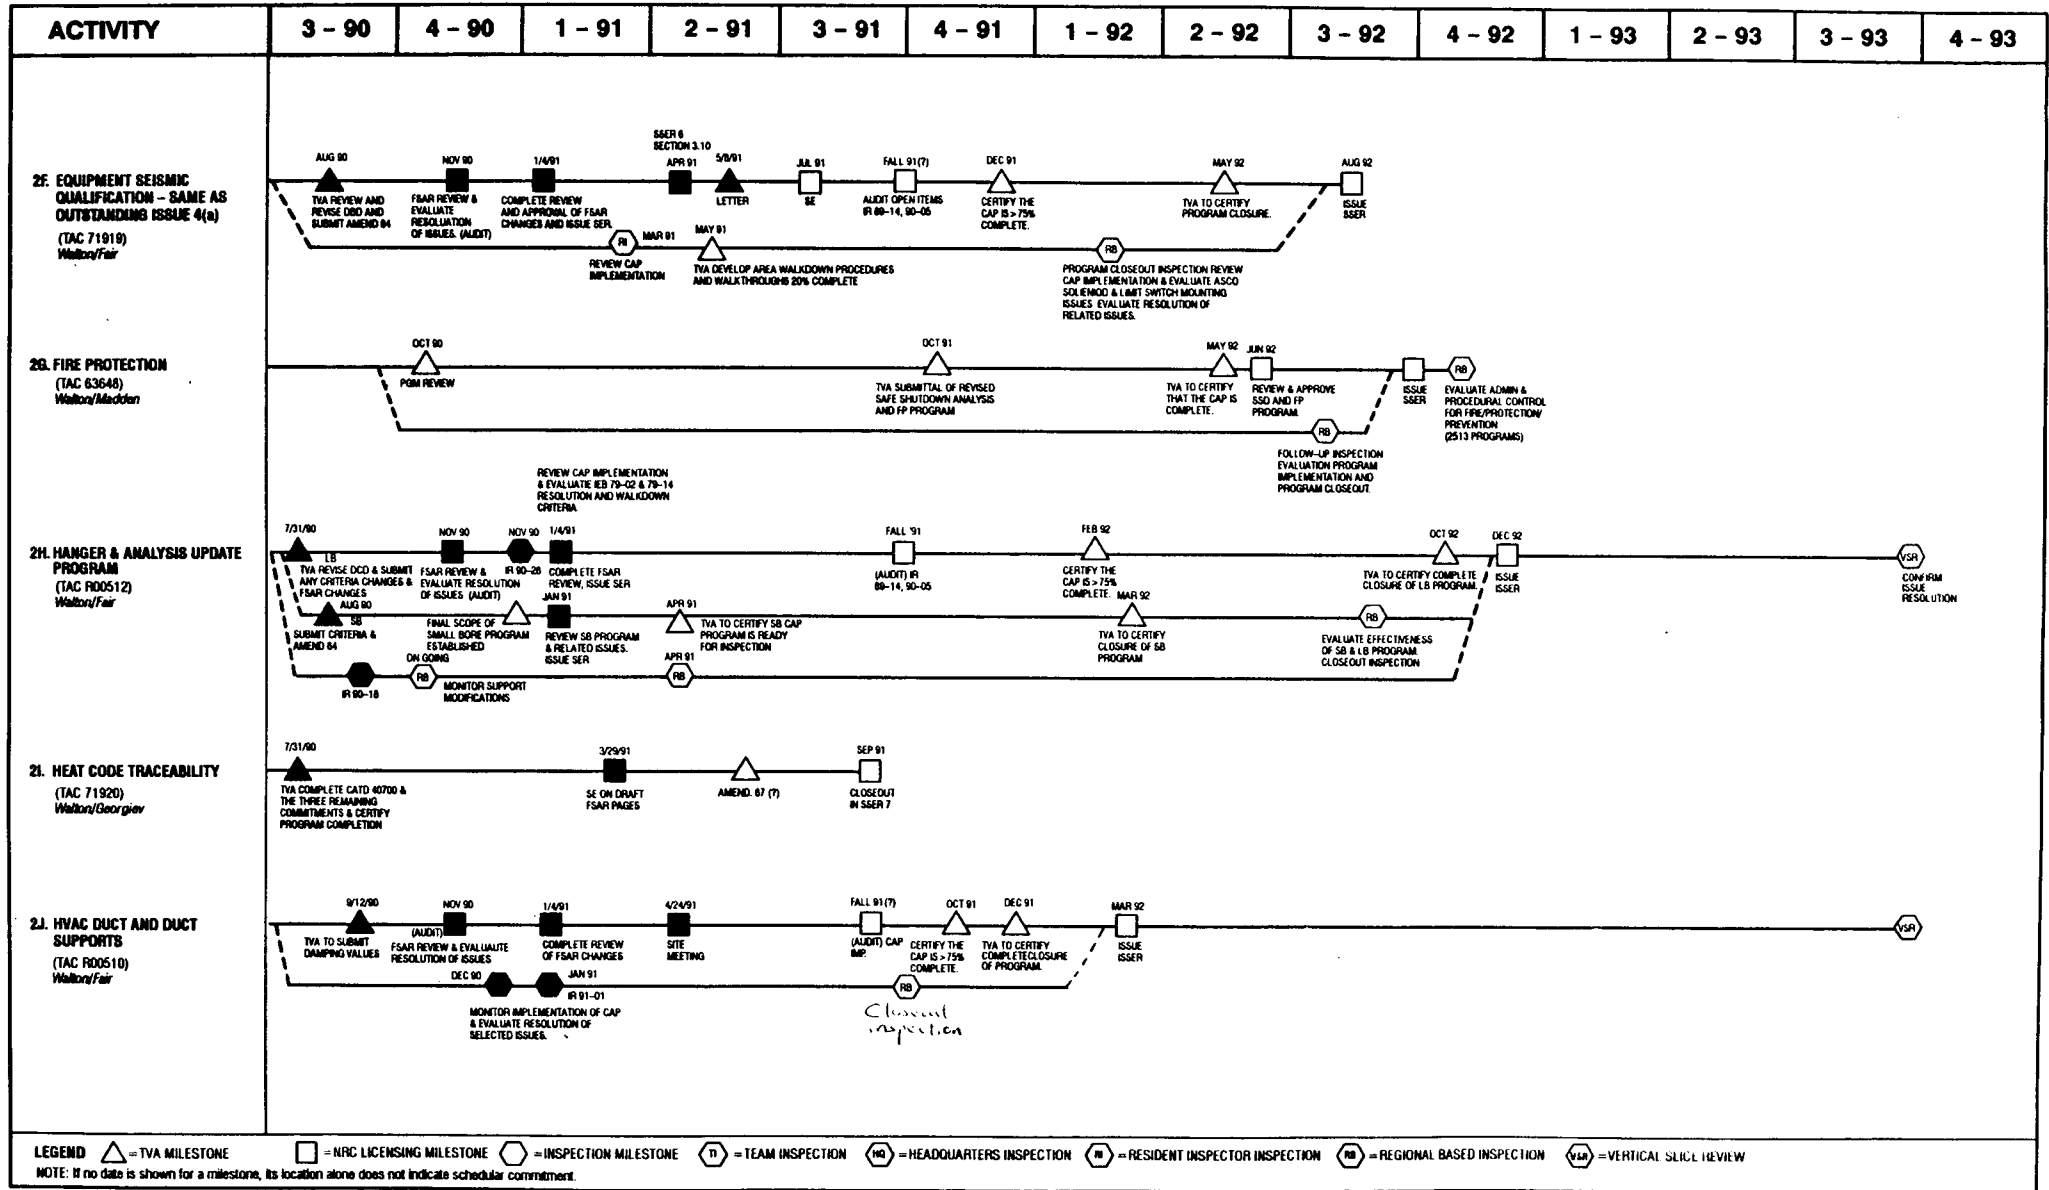 ACTIVITY
3 – 90
4 – 90
1 – 91
2 – 91
3 – 91
4 – 91
1 – 92
2 – 92
3 – 92
4 – 92
1 – 93
2 – 93
3 – 93
4 – 93
2F. EQUIPMENT SEISMIC
QUALIFICATION – SAME AS
OUTSTANDING ISSUE 4(a)
(TAC 71919)
Walton/Fair
AUG 90
TVA REVIEW AND
REVISE DBD AND
SUBMIT AMEND 64
NOV 90
FSAR REVIEW &
EVALUATE
RESOLUATION
OF ISSUES. (AUDIT)
1/4/91
COMPLETE REVIEW
AND APPROVAL OF FSAR
CHANGES AND ISSUE SER.
SSER 6
SECTION 3.10
APR 91
5/8/91
LETTER
JUL 91
SE
FALL 91(?)
AUDIT OPEN ITEMS
IR 89–14, 90–05
DEC 91
CERTIFY THE
CAP IS > 75%
COMPLETE.
MAY 92
TVA TO CERTIFY
PROGRAM CLOSURE.
AUG 92
ISSUE
SSER
RI
MAR 91
REVIEW CAP
IMPLEMENTATION
MAY 91
TVA DEVELOP AREA WALKDOWN PROCEDURES
AND WALKTHROUGHS 20% COMPLETE
RB
PROGRAM CLOSEOUT INSPECTION REVIEW
CAP IMPLEMENTATION & EVALUATE ASCO
SOLIENIOD & LIMIT SWITCH MOUNTING
ISSUES EVALUATE RESOLUTION OF
RELATED ISSUES.
2G. FIRE PROTECTION
(TAC 63648)
Walton/Madden
OCT 90
PGM REVIEW
OCT 91
TVA SUBMITTAL OF REVISED
SAFE SHUTDOWN ANALYSIS
AND FP PROGRAM
MAY 92
TVA TO CERTIFY
THAT THE CAP IS
COMPLETE.
JUN 92
REVIEW & APPROVE
SSD AND FP
PROGRAM.
ISSUE
SSER
RB
EVALUATE ADMIN &
PROCEDURAL CONTROL
FOR FIRE/PROTECTION/
PREVENTION
(2513 PROGRAMS)
RB
FOLLOW–UP INSPECTION
EVALUATION PROGRAM
IMPLEMENTATION AND
PROGRAM CLOSEOUT.
2H. HANGER & ANALYSIS UPDATE
PROGRAM
(TAC R00512)
Walton/Fair
REVIEW CAP IMPLEMENTATION
& EVALUATIE IEB 79–02 & 79–14
RESOLUTION AND WALKDOWN
CRITERIA
7/31/90
LB
TVA REVISE DCD & SUBMIT
ANY CRITERIA CHANGES &
FSAR CHANGES
NOV 90
FSAR REVIEW &
EVALUATE RESOLUTION
OF ISSUES (AUDIT)
NOV 90
IR 90–28
1/4/91
COMPLETE FSAR
REVIEW, ISSUE SER
FALL '91
(AUDIT) IR
89–14, 90–05
FEB 92
CERTIFY THE
CAP IS > 75%
COMPLETE.
OCT 92
TVA TO CERTIFY COMPLETE
CLOSURE OF LB PROGRAM.
DEC 92
ISSUE
ISSER
VSR
CONFIRM
ISSUE
RESOLUTION
AUG 90
SB
SUBMIT CRITERIA &
AMEND 64
FINAL SCOPE OF
SMALL BORE PROGRAM
ESTABLISHED
JAN 91
REVIEW SB PROGRAM
& RELATED ISSUES.
ISSUE SER
APR 91
TVA TO CERTIFY SB CAP
PROGRAM IS READY
FOR INSPECTION
MAR 92
TVA TO CERTIFY
CLOSURE OF SB
PROGRAM
RB
EVALUATE EFFECTIVENESS
OF SB & LB PROGRAM.
CLOSEOUT INSPECTION
IR 90–18
ON GOING
RB
MONITOR SUPPORT
MODIFICATIONS
APR 91
RB
2I. HEAT CODE TRACEABILITY
(TAC 71920)
Walton/Georgiev
7/31/90
TVA COMPLETE CATD 40700 &
THE THREE REMAINING
COMMITMENTS & CERTIFY
PROGRAM COMPLETION
3/29/91
SE ON DRAFT
FSAR PAGES
AMEND. 67 (?)
SEP 91
CLOSEOUT
IN SSER 7
2J. HVAC DUCT AND DUCT
SUPPORTS
(TAC R00510)
Walton/Fair
9/12/90
TVA TO SUBMIT
DAMPING VALUES
NOV 90
(AUDIT)
FSAR REVIEW & EVALUAUTE
RESOLUTION OF ISSUES
1/4/91
COMPLETE REVIEW
OF FSAR CHANGES
4/24/91
SITE
MEETING
FALL 91(?)
(AUDIT) CAP
IMP.
OCT 91
CERTIFY THE
CAP IS > 75%
COMPLETE.
DEC 91
TVA TO CERTIFY
COMPLETECLOSURE
OF PROGRAM.
MAR 92
ISSUE
ISSER
VSR
DEC 90
JAN 91
IR 91–01
MONITOR IMPLEMENTATION OF CAP
& EVALUATE RESOLUTION OF
SELECTED ISSUES.
RB
Closeout
inspection
LEGEND
= TVA MILESTONE
= NRC LICENSING MILESTONE
= INSPECTION MILESTONE
TI = TEAM INSPECTION
HQ = HEADQUARTERS INSPECTION
RI = RESIDENT INSPECTOR INSPECTION
RB = REGIONAL BASED INSPECTION
VSR = VERTICAL SLICE REVIEW
NOTE: If no date is shown for a milestone, its location alone does not indicate schedular commitment.